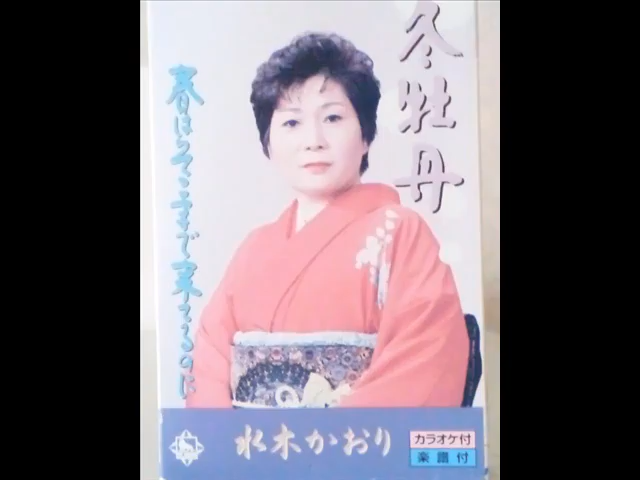 冬牡丹
春はそこまで来てるのに
水木かおり
カラオケ付
楽譜付